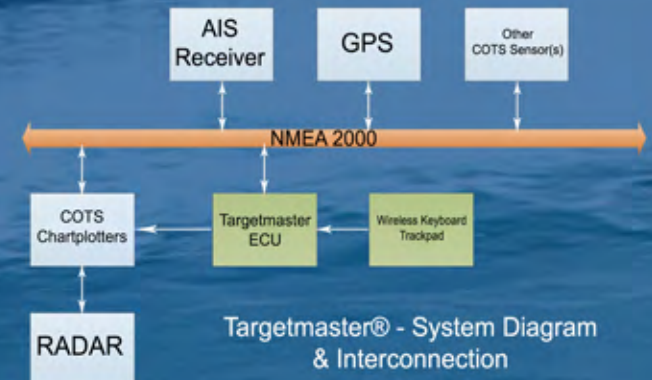 AIS
Receiver
GPS
Other
COTS Sensor(s)
NMEA 2000
COTS
Chartplotters
Targetmaster
ECU
Wireless Keyboard
Trackpad
RADAR
Targetmaster® - System Diagram
& Interconnection